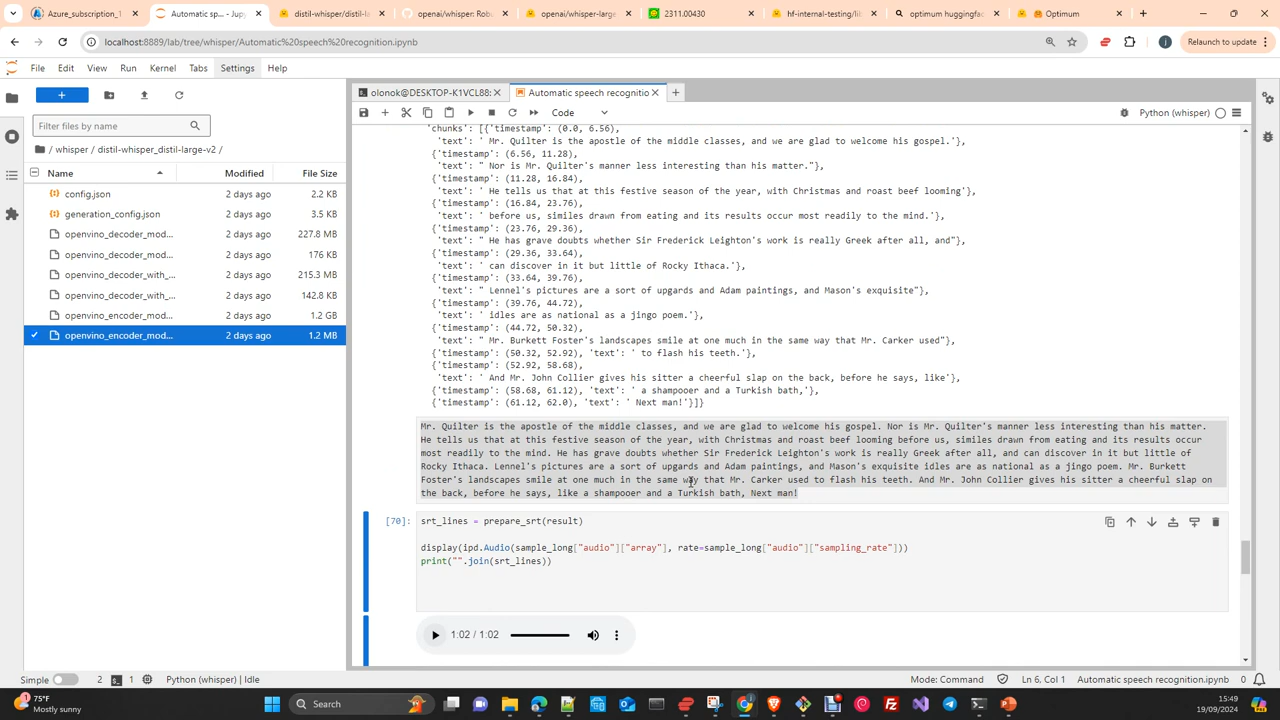 Azure_subscription_1
Automatic sp... - Jup
distil-whisper/distil-l
openai/whisper: Rob
openai/whisper-large
2311.00430
hf-internal-testing/li
optimum huggingfac
Optimum
localhost:8889/lab/tree/whisper/Automatic%20speech%20recognition.ipynb
Relaunch to update
File Edit View Run Kernel Tabs Settings Help
olonok@DESKTOP-K1VCL88:
Automatic speech recognitio
Code
Python (whisper)
Filter files by name
/ whisper / distil-whisper_distil-large-v2 /
Name Modified File Size
config.json 2 days ago 2.2 KB
generation_config.json 2 days ago 3.5 KB
openvino_decoder_mod... 2 days ago 227.8 MB
openvino_decoder_mod... 2 days ago 176 KB
openvino_decoder_with_... 2 days ago 215.3 MB
openvino_decoder_with_... 2 days ago 142.8 KB
openvino_encoder_mod... 2 days ago 1.2 GB
openvino_encoder_mod... 2 days ago 1.2 MB
'chunks': [{'timestamp': (0.0, 6.56),
'text': ' Mr. Quilter is the apostle of the middle classes, and we are glad to welcome his gospel.'},
{'timestamp': (6.56, 11.28),
'text': " Nor is Mr. Quilter's manner less interesting than his matter."},
{'timestamp': (11.28, 16.84),
'text': ' He tells us that at this festive season of the year, with Christmas and roast beef looming'},
{'timestamp': (16.84, 23.76),
'text': ' before us, similes drawn from eating and its results occur most readily to the mind.'},
{'timestamp': (23.76, 29.36),
'text': " He has grave doubts whether Sir Frederick Leighton's work is really Greek after all, and"},
{'timestamp': (29.36, 33.64),
'text': ' can discover in it but little of Rocky Ithaca.'},
{'timestamp': (33.64, 39.76),
'text': " Lennel's pictures are a sort of upgards and Adam paintings, and Mason's exquisite"},
{'timestamp': (39.76, 44.72),
'text': ' idles are as national as a jingo poem.'},
{'timestamp': (44.72, 50.32),
'text': " Mr. Burkett Foster's landscapes smile at one much in the same way that Mr. Carker used"},
{'timestamp': (50.32, 52.92), 'text': ' to flash his teeth.'},
{'timestamp': (52.92, 58.68),
'text': ' And Mr. John Collier gives his sitter a cheerful slap on the back, before he says, like'},
{'timestamp': (58.68, 61.12), 'text': ' a shampooer and a Turkish bath,'},
{'timestamp': (61.12, 62.0), 'text': ' Next man!'}]}
Mr. Quilter is the apostle of the middle classes, and we are glad to welcome his gospel. Nor is Mr. Quilter's manner less interesting than his matter.
He tells us that at this festive season of the year, with Christmas and roast beef looming before us, similes drawn from eating and its results occur
most readily to the mind. He has grave doubts whether Sir Frederick Leighton's work is really Greek after all, and can discover in it but little of
Rocky Ithaca. Lennel's pictures are a sort of upgards and Adam paintings, and Mason's exquisite idles are as national as a jingo poem. Mr. Burkett
Foster's landscapes smile at one much in the same way that Mr. Carker used to flash his teeth. And Mr. John Collier gives his sitter a cheerful slap on
the back, before he says, like a shampooer and a Turkish bath, Next man!
[70]: srt_lines = prepare_srt(result)
display(ipd.Audio(sample_long["audio"]["array"], rate=sample_long["audio"]["sampling_rate"]))
print("".join(srt_lines))
1:02 / 1:02
Simple 2 1 Python (whisper) | Idle
Mode: Command Ln 6, Col 1 Automatic speech recognition.ipynb 0
75°F
Mostly sunny
Search
15:49
19/09/2024